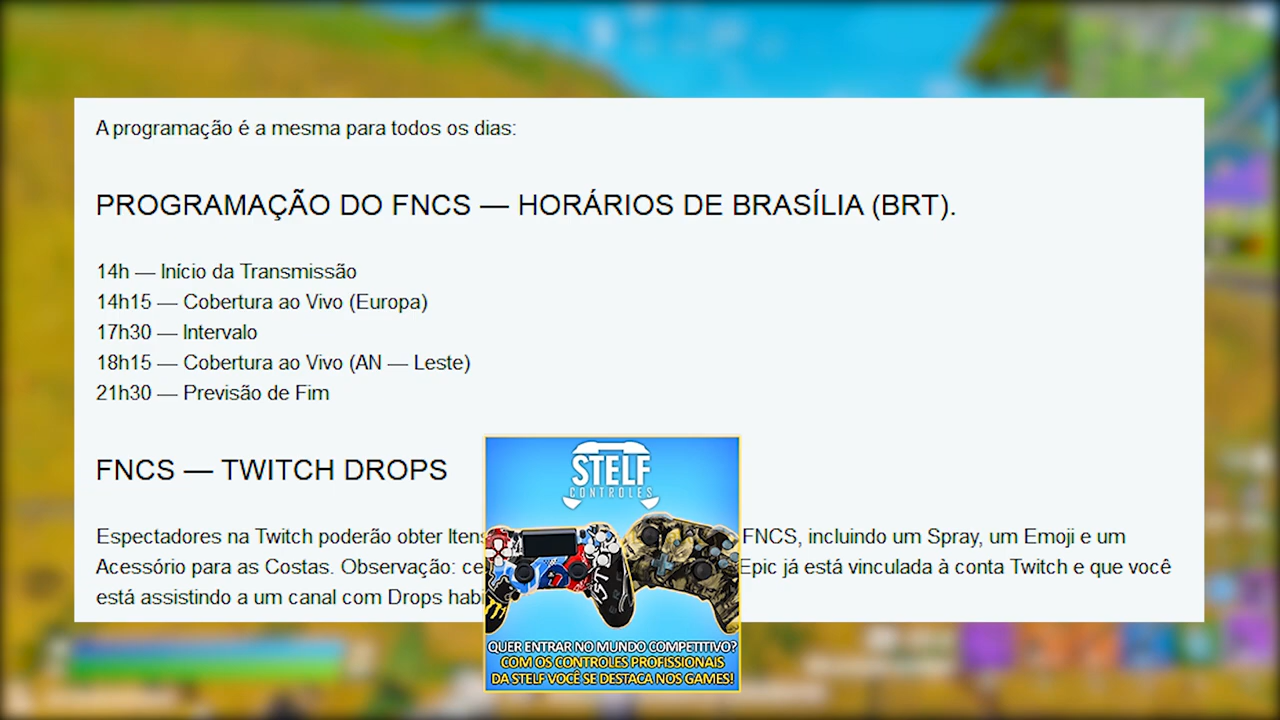 A programação é a mesma para todos os dias:
PROGRAMAÇÃO DO FNCS — HORÁRIOS DE BRASÍLIA (BRT).
14h — Início da Transmissão
14h15 — Cobertura ao Vivo (Europa)
17h30 — Intervalo
18h15 — Cobertura ao Vivo (AN — Leste)
21h30 — Previsão de Fim
FNCS — TWITCH DROPS
Espectadores na Twitch poderão obter FNCS, incluindo um Spray, um Emoji e um
Acessório para as Costas. Observação: Epic já está vinculada à conta Twitch e que você
está assistindo a um canal com Drops
STELF
CONTROLES
QUER ENTRAR NO MUNDO COMPETITIVO?
COM OS CONTROLES PROFISSIONAIS
DA STELF VOCÊ SE DESTACA NOS GAMES!